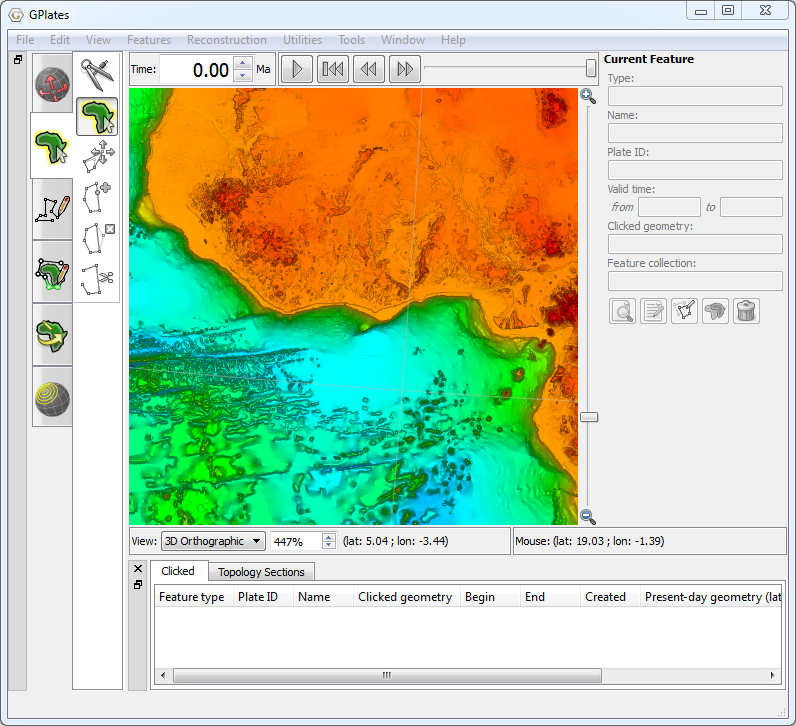 GPlates
File Edit View Features Reconstruction Utilities Tools Window Help
Time: 0.00 Ma
Current Feature
Type:
Name:
Plate ID:
Valid time:
from to
Clicked geometry:
Feature collection:
View: 3D Orthographic 447% (lat: 5.04 ; lon: -3.44) Mouse: (lat: 19.03 ; lon: -1.39)
Clicked Topology Sections
Feature type Plate ID Name Clicked geometry Begin End Created Present-day geometry (lat